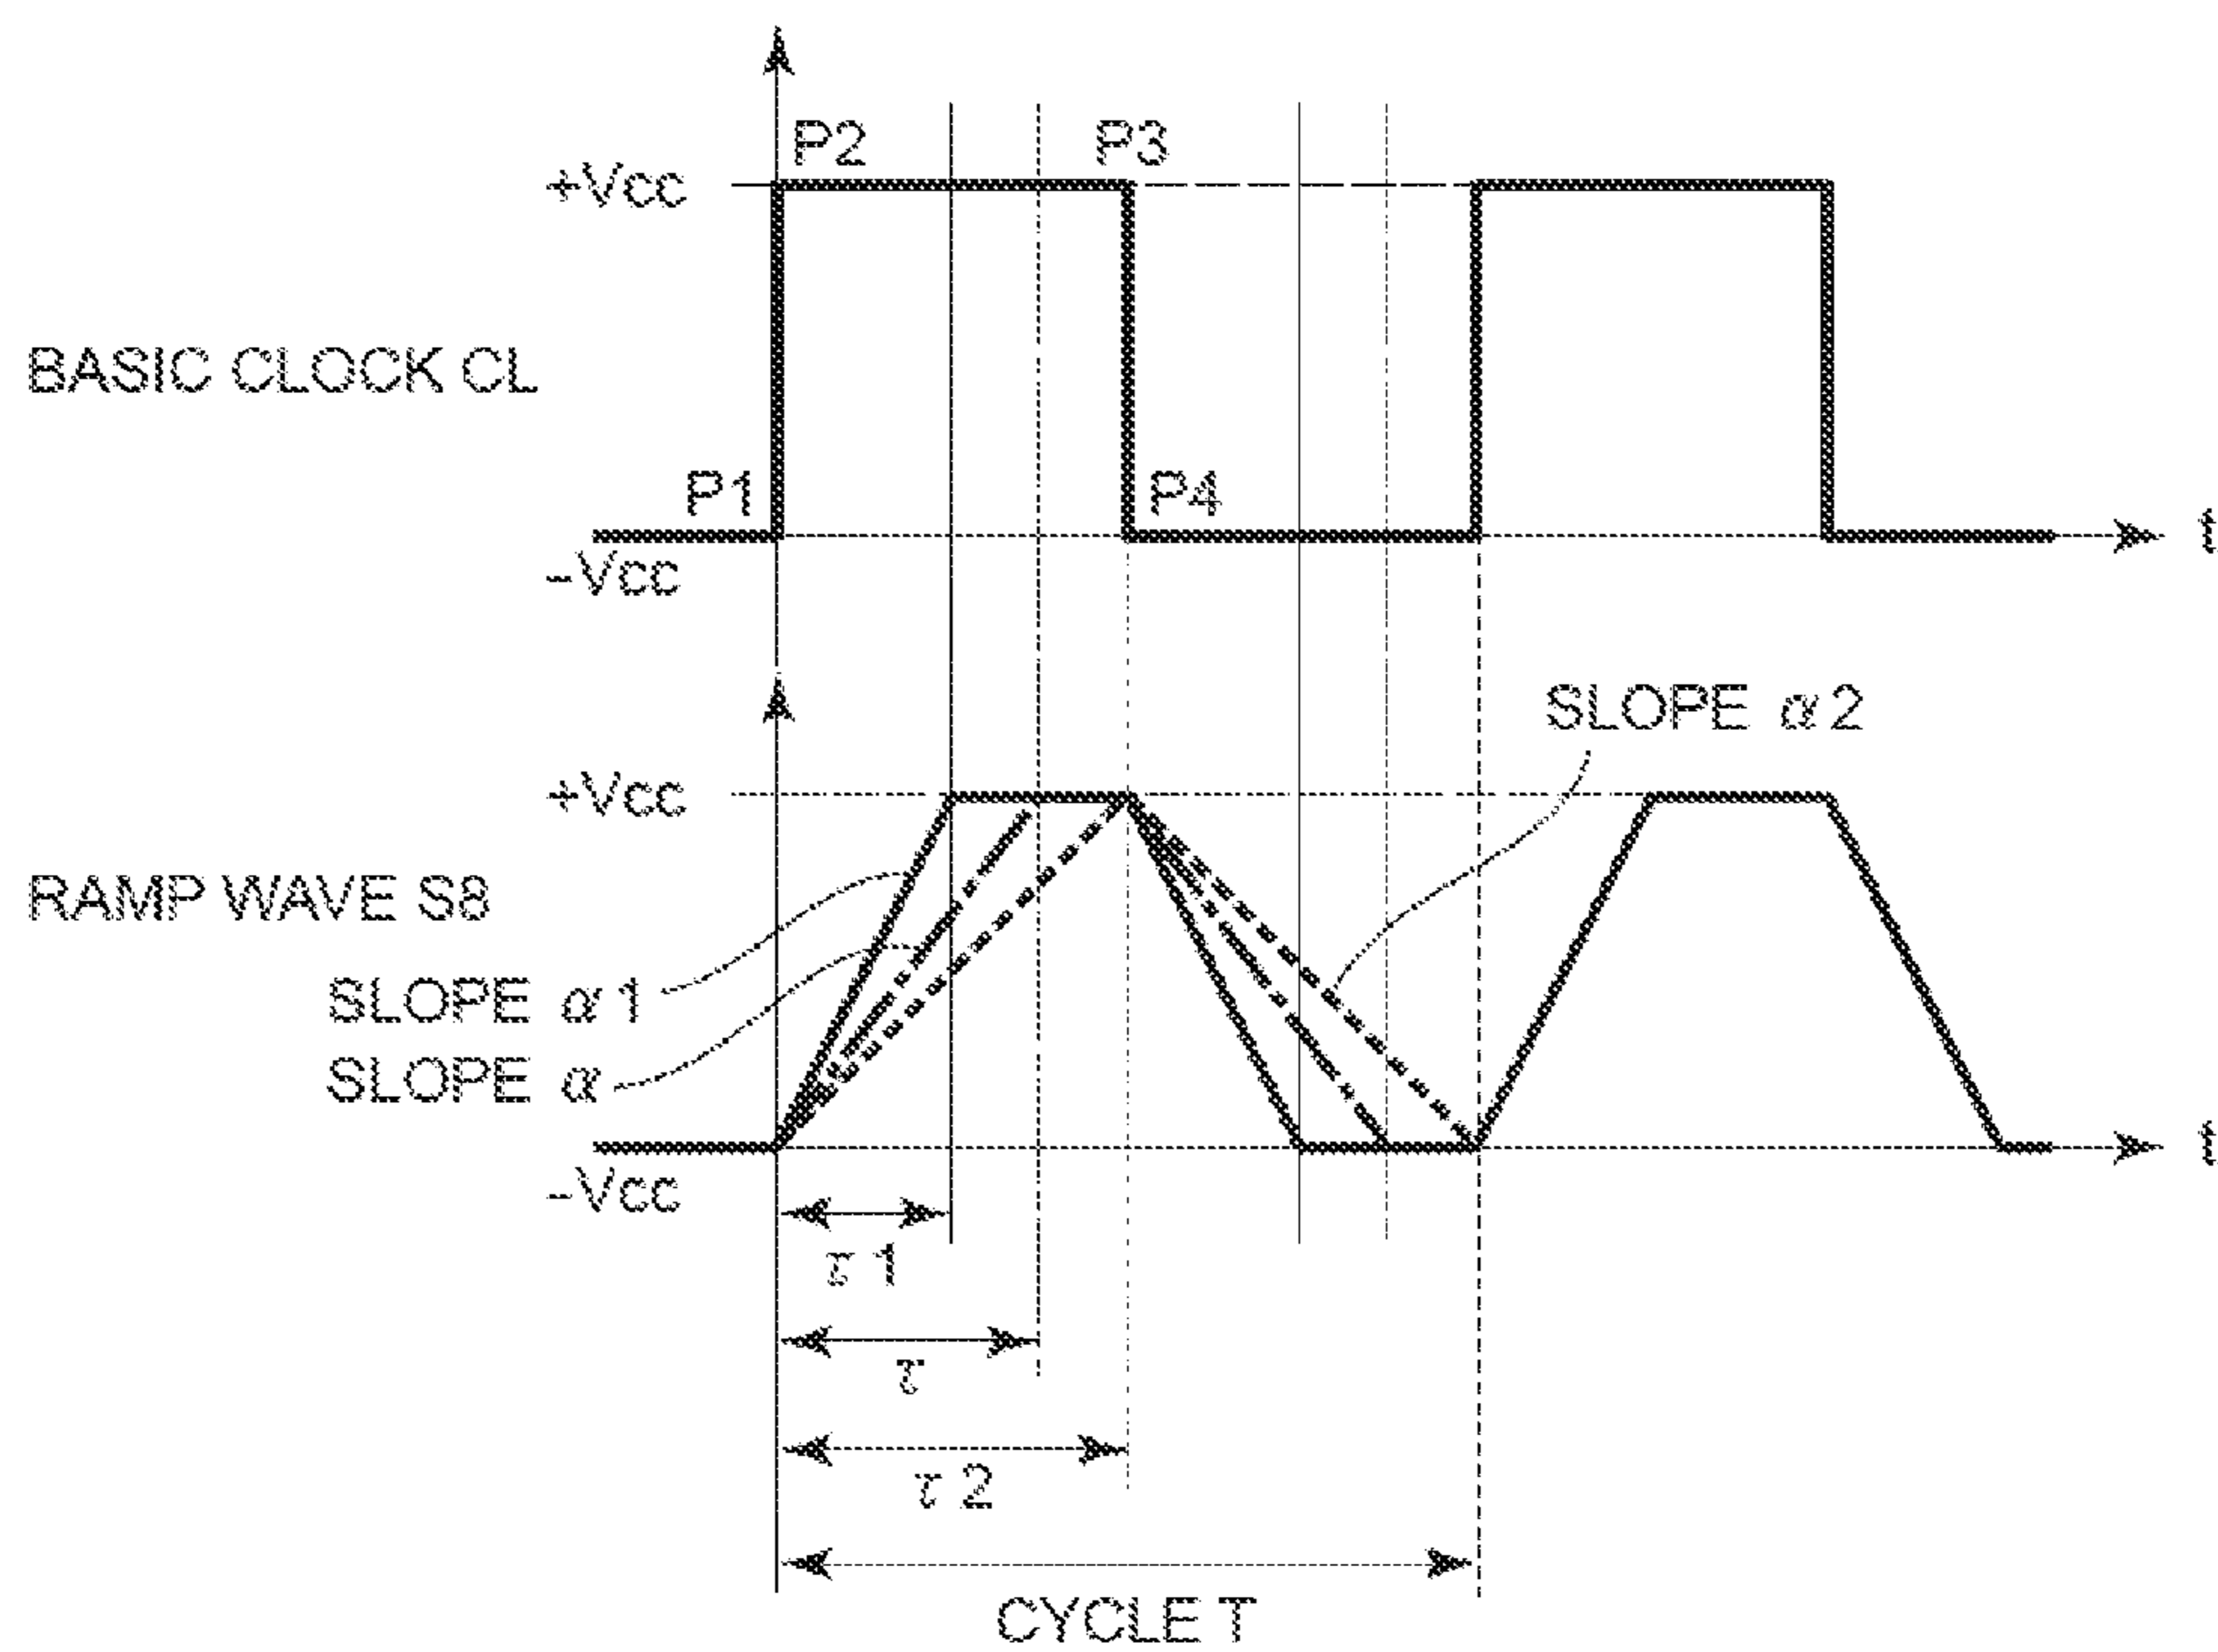 P2
P3
+Vcc
BASIC CLOCK CL
P1
P4
t
-Vcc
SLOPE α2
+Vcc
RAMP WAVE S8
SLOPE α1
SLOPE α
t
-Vcc
τ1
τ
τ2
CYCLE T